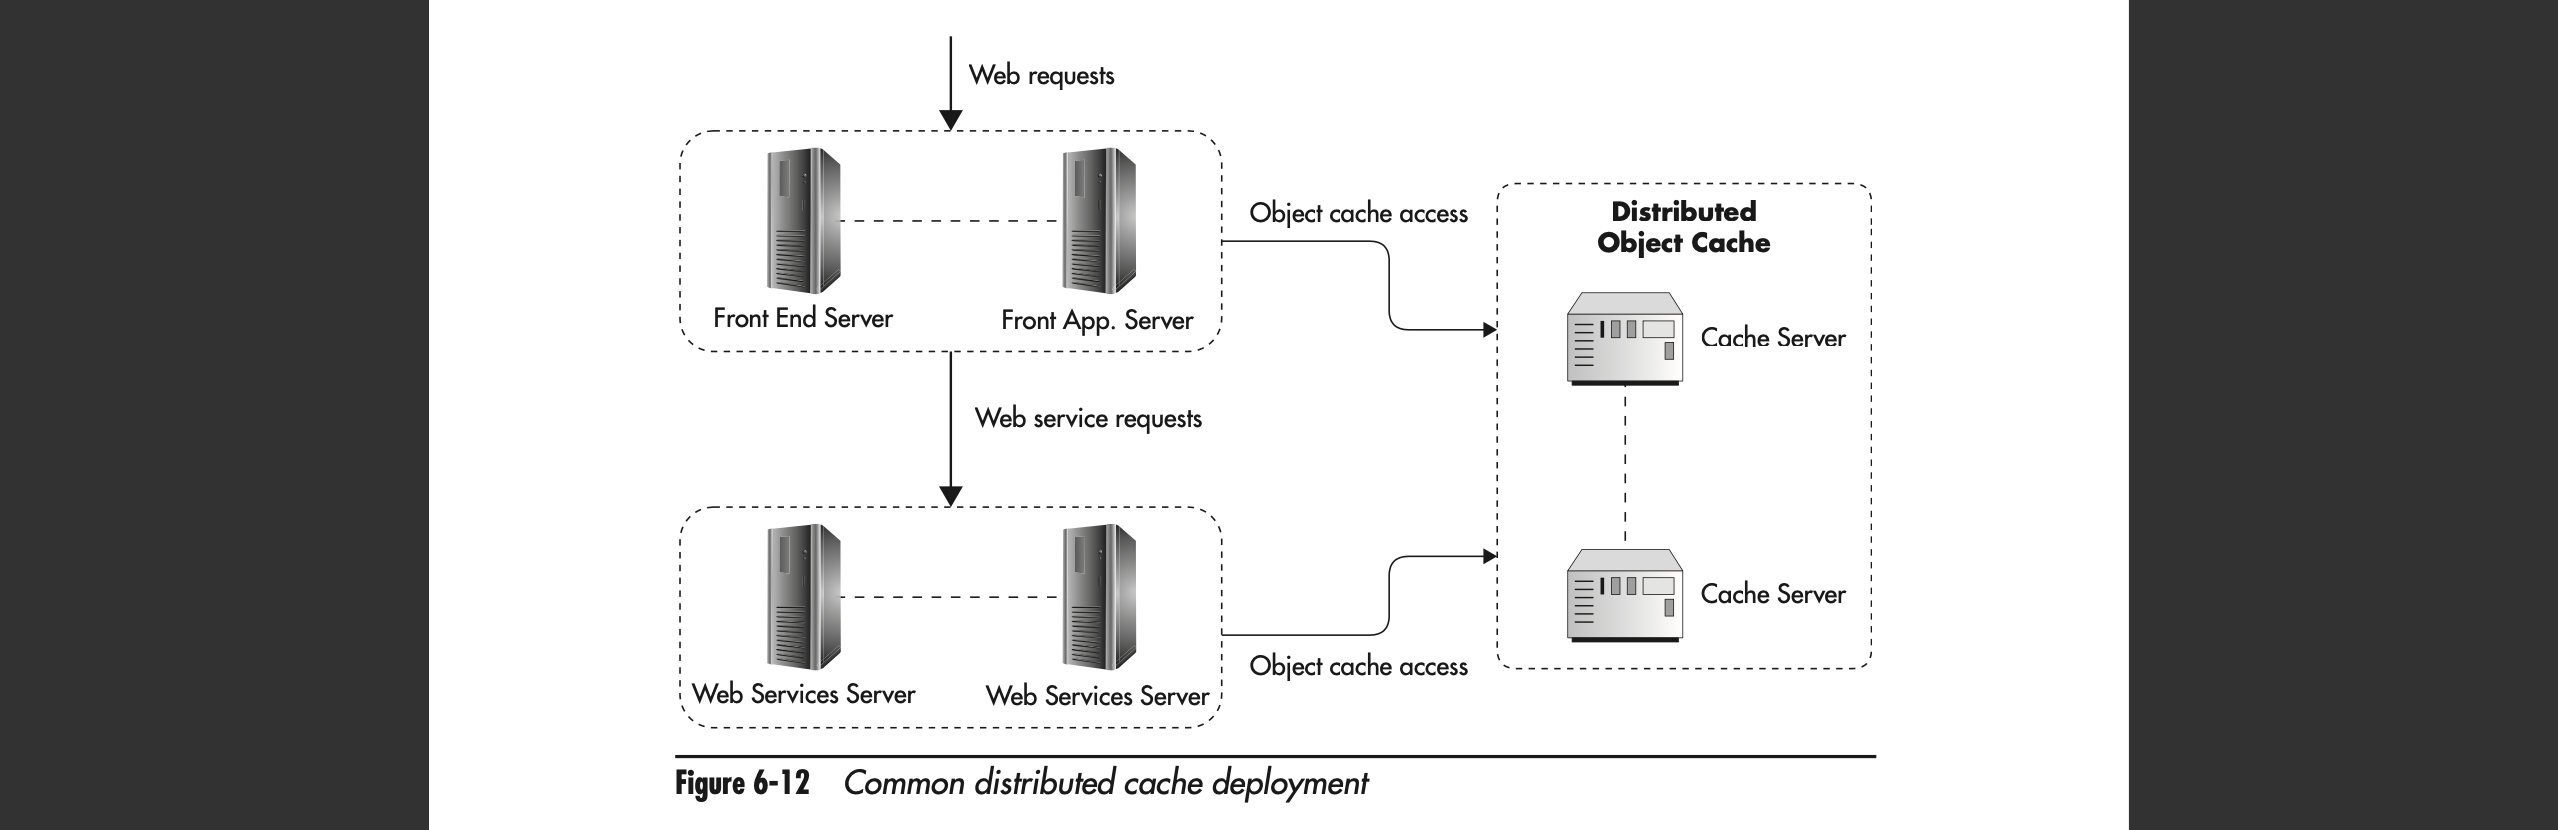 Web requests
Object cache access
Distributed
Object Cache
Front End Server
Front App. Server
Cache Server
Web service requests
Cache Server
Object cache access
Web Services Server
Web Services Server
Figure 6-12 Common distributed cache deployment